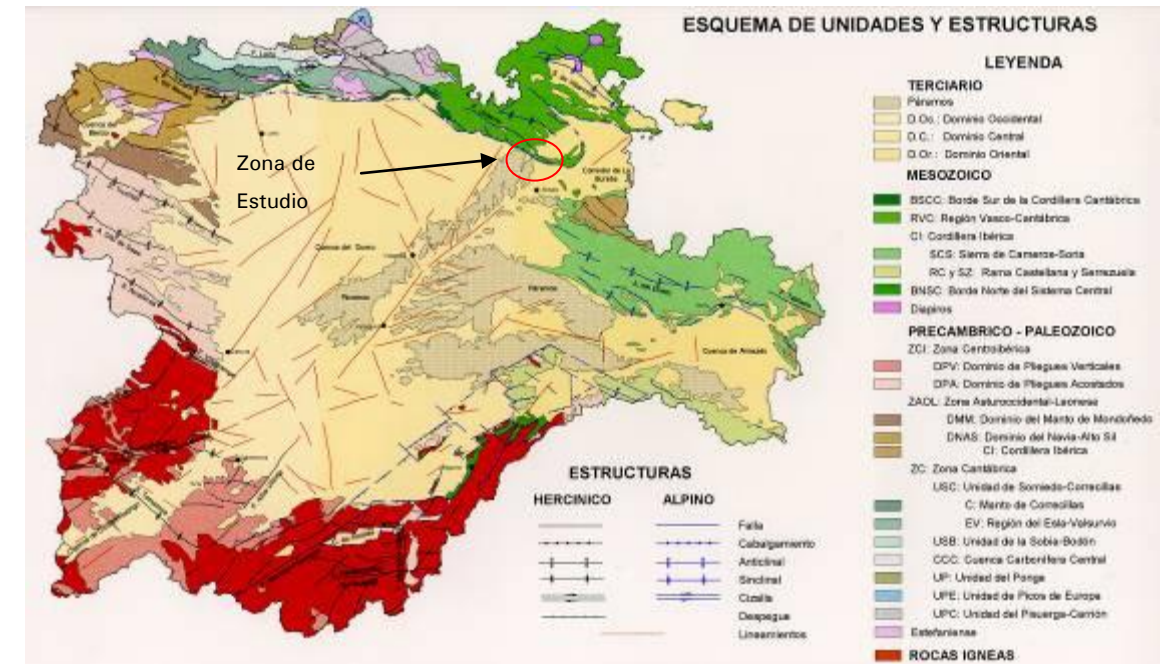 ESQUEMA DE UNIDADES Y ESTRUCTURAS
Zona de
Estudio
Cuenca del Duero
Páramos
Páramos
Cuenca de Almazán
LEYENDA
TERCIARIO
Páramos
D.Oc.: Dominio Occidental
D.C.: Dominio Central
D.Or.: Dominio Oriental
MESOZOICO
BSCC: Borde Sur de la Cordillera Cantábrica
RVC: Región Vasco-Cantábrica
CI: Cordillera Ibérica
SCS: Sierra de Cameros-Soria
RC y SZ: Rama Castellana y Serrezuela
BNSC: Borde Norte del Sistema Central
Diapiros
PRECAMBRICO - PALEOZOICO
ZCI: Zona Centroibérica
DPV: Dominio de Pliegues Verticales
DPA: Dominio de Pliegues Acostados
ZAOL: Zona Asturoccidental-Leonesa
DMM: Dominio del Manto de Mondoñedo
DNAS: Dominio del Navia-Alto Sil
CI: Cordillera Ibérica
ZC: Zona Cantábrica
USC: Unidad de Somiedo-Correcillas
C: Manto de Correcillas
EV: Región del Esla-Valsurvio
USB: Unidad de la Sobia-Bodón
CCC: Cuenca Carbonífera Central
UP: Unidad del Ponga
UPE: Unidad de Picos de Europa
UPC: Unidad del Pisuerga-Carrión
Estefaniense
ROCAS IGNEAS
ESTRUCTURAS
HERCINICO ALPINO
Falla
Cabalgamiento
Anticlinal
Sinclinal
Cizalla
Despegue
Lineamientos